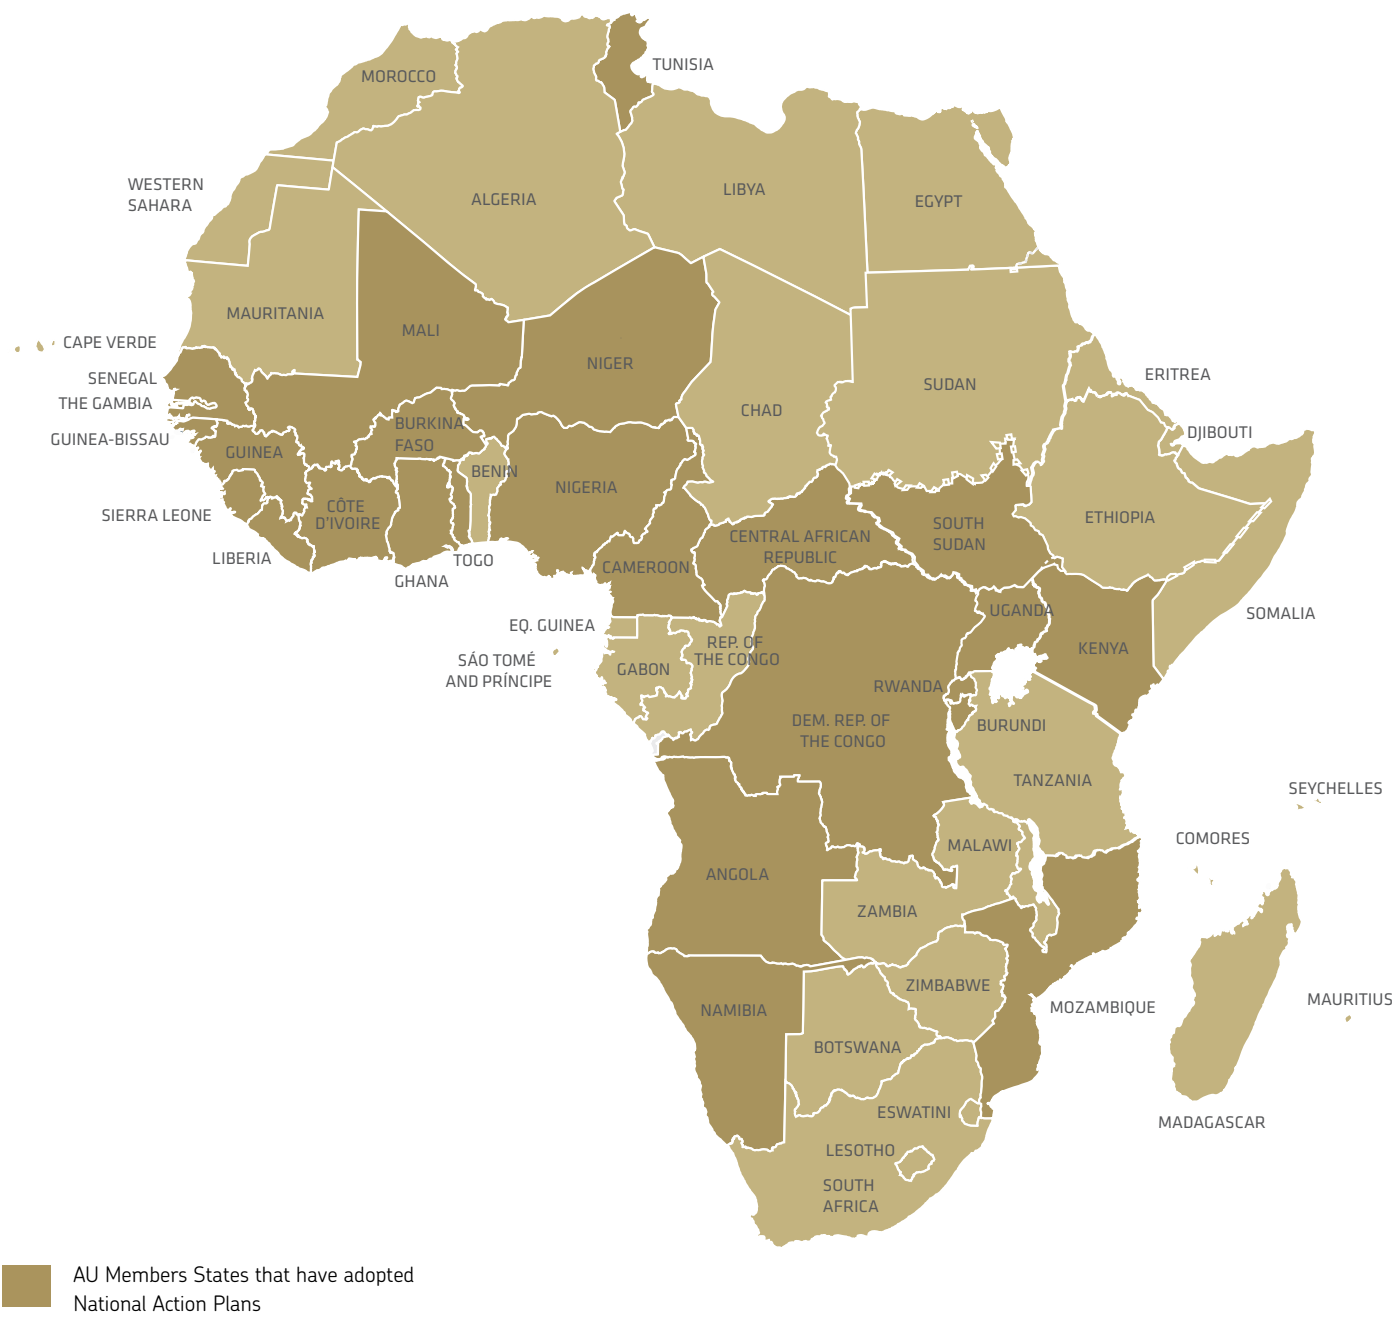 TUNISIA
MOROCCO
WESTERN
SAHARA
ALGERIA
LIBYA
EGYPT
MAURITANIA
MALI
CAPE VERDE
NIGER
SENEGAL
ERITREA
SUDAN
THE GAMBIA
CHAD
BURKINA
FASO
DJIBOUTI
GUINEA-BISSAU
GUINEA
BENIN
NIGERIA
CÔTE
D'IVOIRE
SIERRA LEONE
ETHIOPIA
SOUTH
SUDAN
CENTRAL AFRICAN
REPUBLIC
LIBERIA
TOGO
CAMEROON
GHANA
UGANDA
SOMALIA
EQ. GUINEA
REP. OF
THE CONGO
KENYA
SÁO TOMÉ
AND PRÍNCIPE
GABON
RWANDA
DEM. REP. OF
THE CONGO
BURUNDI
TANZANIA
SEYCHELLES
COMORES
MALAWI
ANGOLA
ZAMBIA
ZIMBABWE
MAURITIUS
MOZAMBIQUE
NAMIBIA
BOTSWANA
ESWATINI
MADAGASCAR
LESOTHO
SOUTH
AFRICA
AU Members States that have adopted
National Action Plans